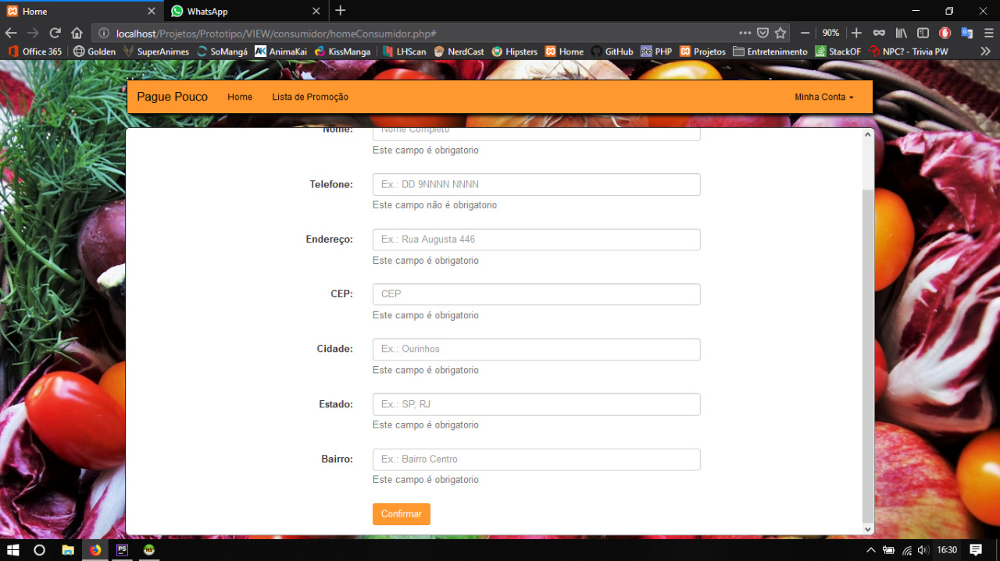 Home
WhatsApp
localhost/Projetos/Prototipo/VIEW/consumidor/homeConsumidor.php#
90%
Office 365 Golden SuperAnimes SoMangá AnimaKai KissManga LHScan NerdCast Hipsters Home GitHub PHP Projetos Entretenimento StackOF NPC? - Trivia PW
Pague Pouco Home Lista de Promoção Minha Conta
Nome: Nome Completo
Este campo é obrigatorio
Telefone: Ex.: DD 9NNNN NNNN
Este campo não é obrigatorio
Endereço: Ex.: Rua Augusta 446
Este campo é obrigatorio
CEP: CEP
Este campo é obrigatorio
Cidade: Ex.: Ourinhos
Este campo é obrigatorio
Estado: Ex.: SP, RJ
Este campo é obrigatorio
Bairro: Ex.: Bairro Centro
Este campo é obrigatorio
Confirmar
16:30